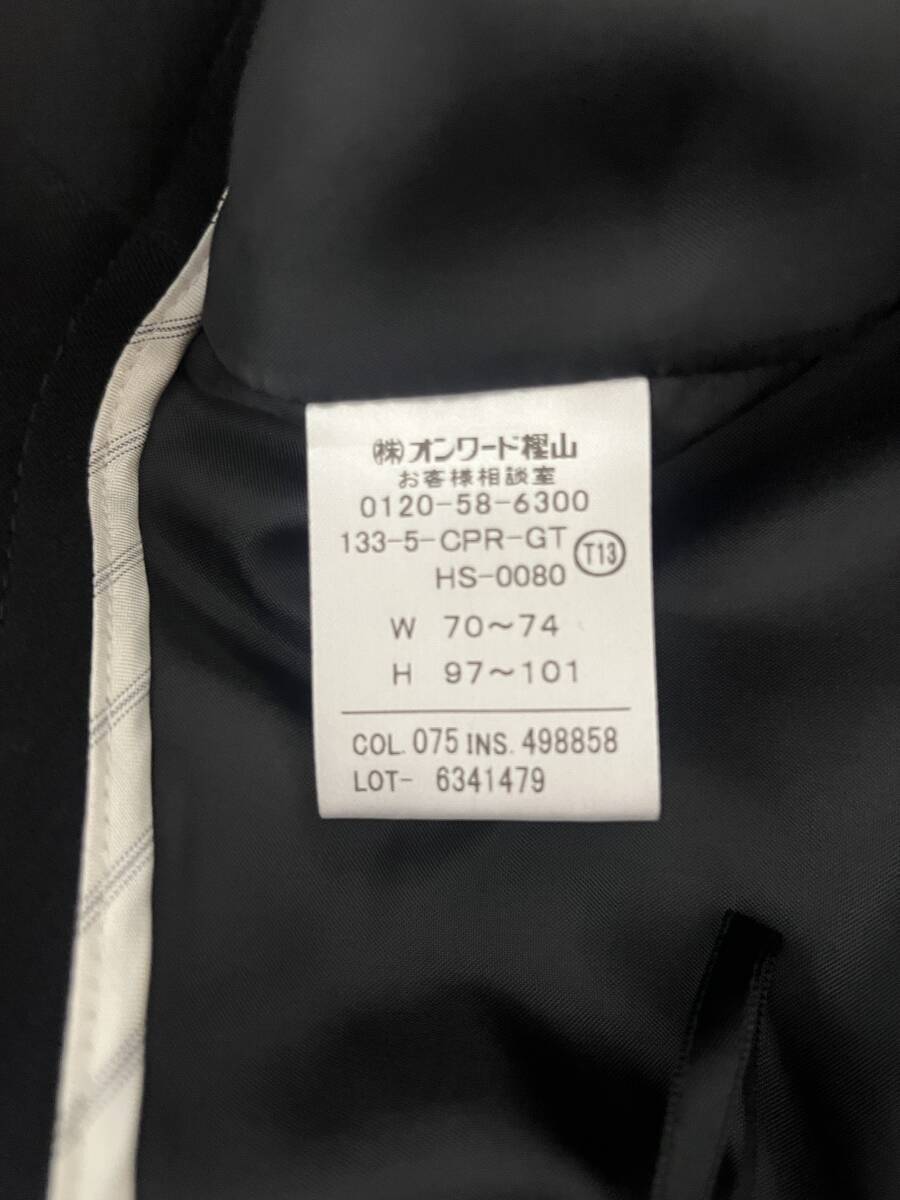 ㈱オンワード樫山
お客様相談室
0120-58-6300
133-5-CPR-GT
T13
HS-0080
W 70～74
H 97～101
COL. 075 INS. 498858
LOT- 6341479